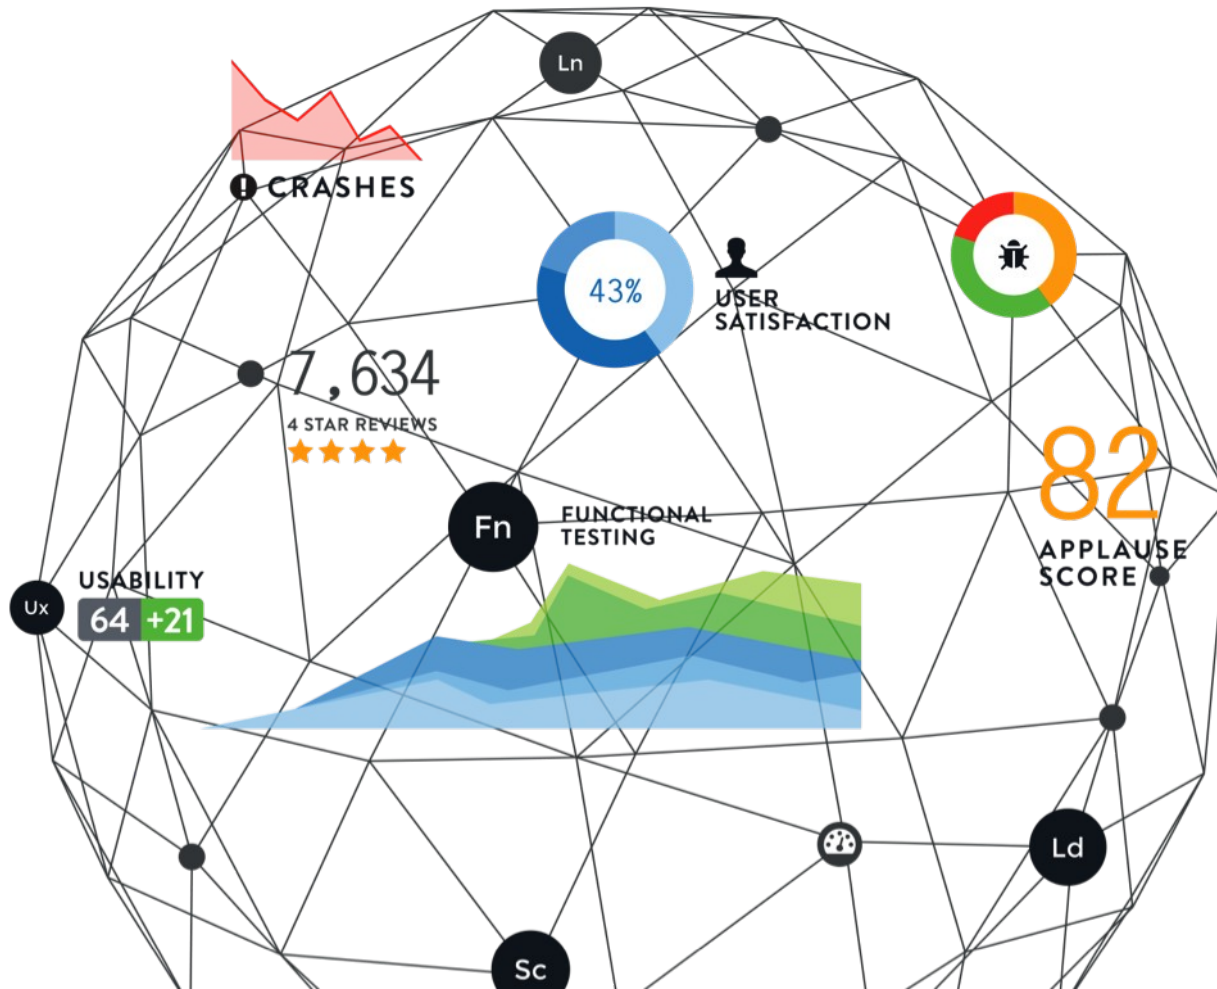 Ln
CRASHES
43%
USER
SATISFACTION
7,634
4 STAR REVIEWS
82
Fn
FUNCTIONAL
TESTING
APPLAUSE
SCORE
USABILITY
Ux
64 +21
Ld
Sc